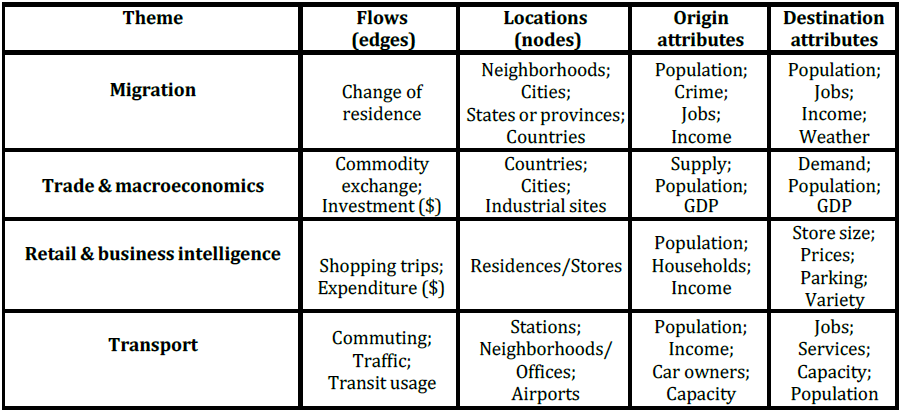 Theme
Flows
(edges)
Locations
(nodes)
Origin
attributes
Destination
attributes
Migration
Change of
residence
Neighborhoods;
Cities;
States or provinces;
Countries
Population;
Crime;
Jobs;
Income
Population;
Jobs;
Income;
Weather
Trade & macroeconomics
Commodity
exchange;
Investment ($)
Countries;
Cities;
Industrial sites
Supply;
Population;
GDP
Demand;
Population;
GDP
Retail & business intelligence
Shopping trips;
Expenditure ($)
Residences/Stores
Population;
Households;
Income
Store size;
Prices;
Parking;
Variety
Transport
Commuting;
Traffic;
Transit usage
Stations;
Neighborhoods/
Offices;
Airports
Population;
Income;
Car owners;
Capacity
Jobs;
Services;
Capacity;
Population